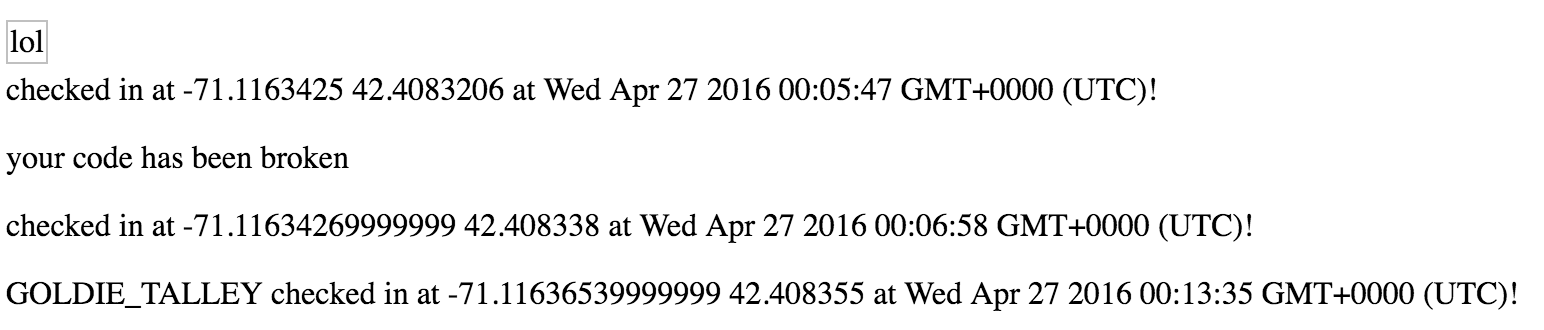 lol
checked in at -71.1163425 42.4083206 at Wed Apr 27 2016 00:05:47 GMT+0000 (UTC)!
your code has been broken
checked in at -71.11634269999999 42.408338 at Wed Apr 27 2016 00:06:58 GMT+0000 (UTC)!
GOLDIE_TALLEY checked in at -71.11636539999999 42.408355 at Wed Apr 27 2016 00:13:35 GMT+0000 (UTC)!